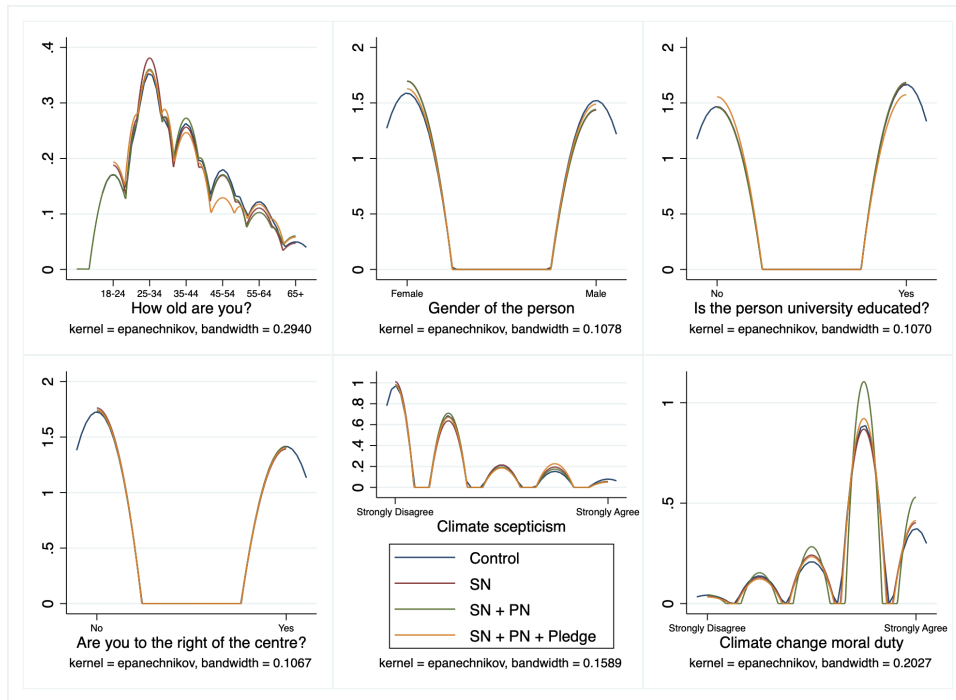 .4
.3
.2
.1
0
18-24 25-34 35-44 45-54 55-64 65+
How old are you?
kernel = epanechnikov, bandwidth = 0.2940
2
1.5
1
.5
0
Female Male
Gender of the person
kernel = epanechnikov, bandwidth = 0.1078
2
1.5
1
.5
0
No Yes
Is the person university educated?
kernel = epanechnikov, bandwidth = 0.1070
2
1.5
1
.5
0
No Yes
Are you to the right of the centre?
kernel = epanechnikov, bandwidth = 0.1067
1
.8
.6
.4
.2
0
Strongly Disagree Strongly Agree
Climate scepticism
Control
SN
SN + PN
SN + PN + Pledge
kernel = epanechnikov, bandwidth = 0.1589
1
.5
0
Strongly Disagree Strongly Agree
Climate change moral duty
kernel = epanechnikov, bandwidth = 0.2027